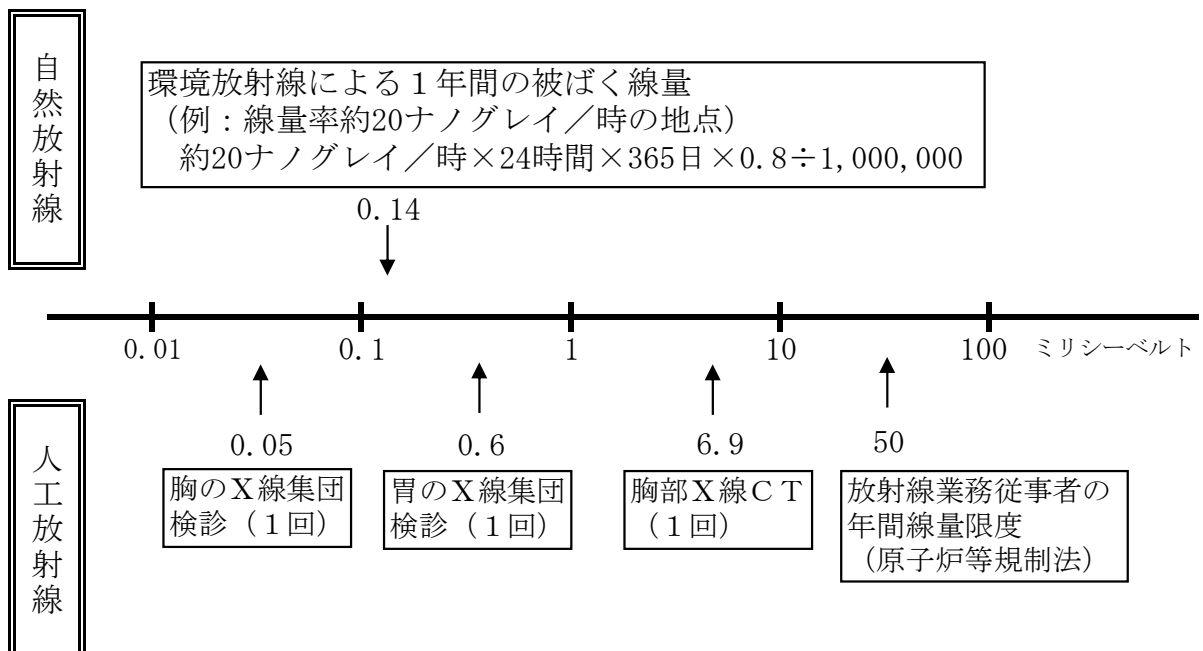 自然放射線
環境放射線による１年間の被ばく線量
（例：線量率約20ナノグレイ／時の地点）
約20ナノグレイ／時×24時間×365日×0.8÷1,000,000
0.14
0.01
0.1
1
10
100
ミリシーベルト
人工放射線
0.05
0.6
6.9
50
胸のＸ線集団
検診（１回）
胃のＸ線集団
検診（１回）
胸部Ｘ線ＣＴ
（１回）
放射線業務従事者の
年間線量限度
（原子炉等規制法）